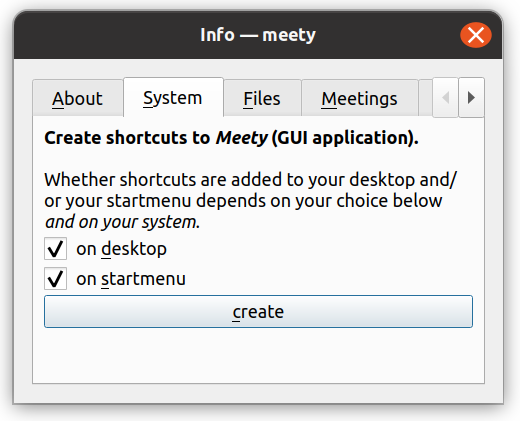 Info — meety
About System Files Meetings
Create shortcuts to Meety (GUI application).
Whether shortcuts are added to your desktop and/
or your startmenu depends on your choice below
and on your system.
on desktop
on startmenu
create